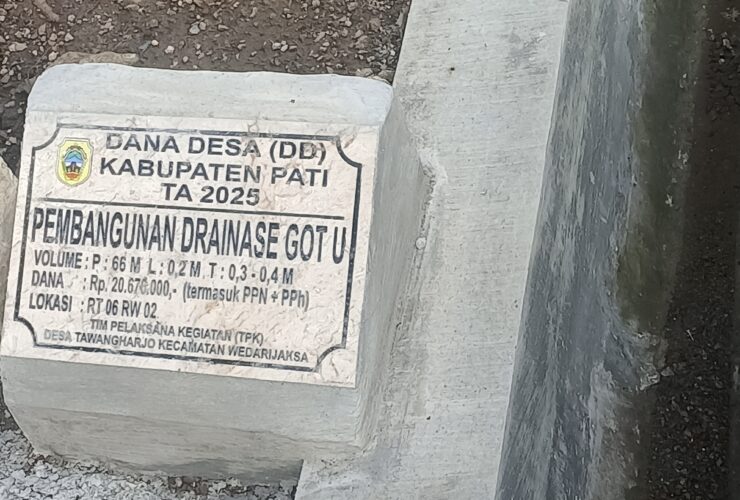 DANA DESA (DD)
KABUPATEN PATI
TA 2025
PEMBANGUNAN DRAINASE GOT U
VOLUME : P : 66 M L : 0,2 M T : 0,3 - 0,4 M
DANA : Rp. 20.670.000,- (termasuk PPN + PPh)
LOKASI : RT 06 RW 02
TIM PELAKSANA KEGIATAN (TPK)
DESA TAWANGHARJO KECAMATAN WEDARIJAKSA